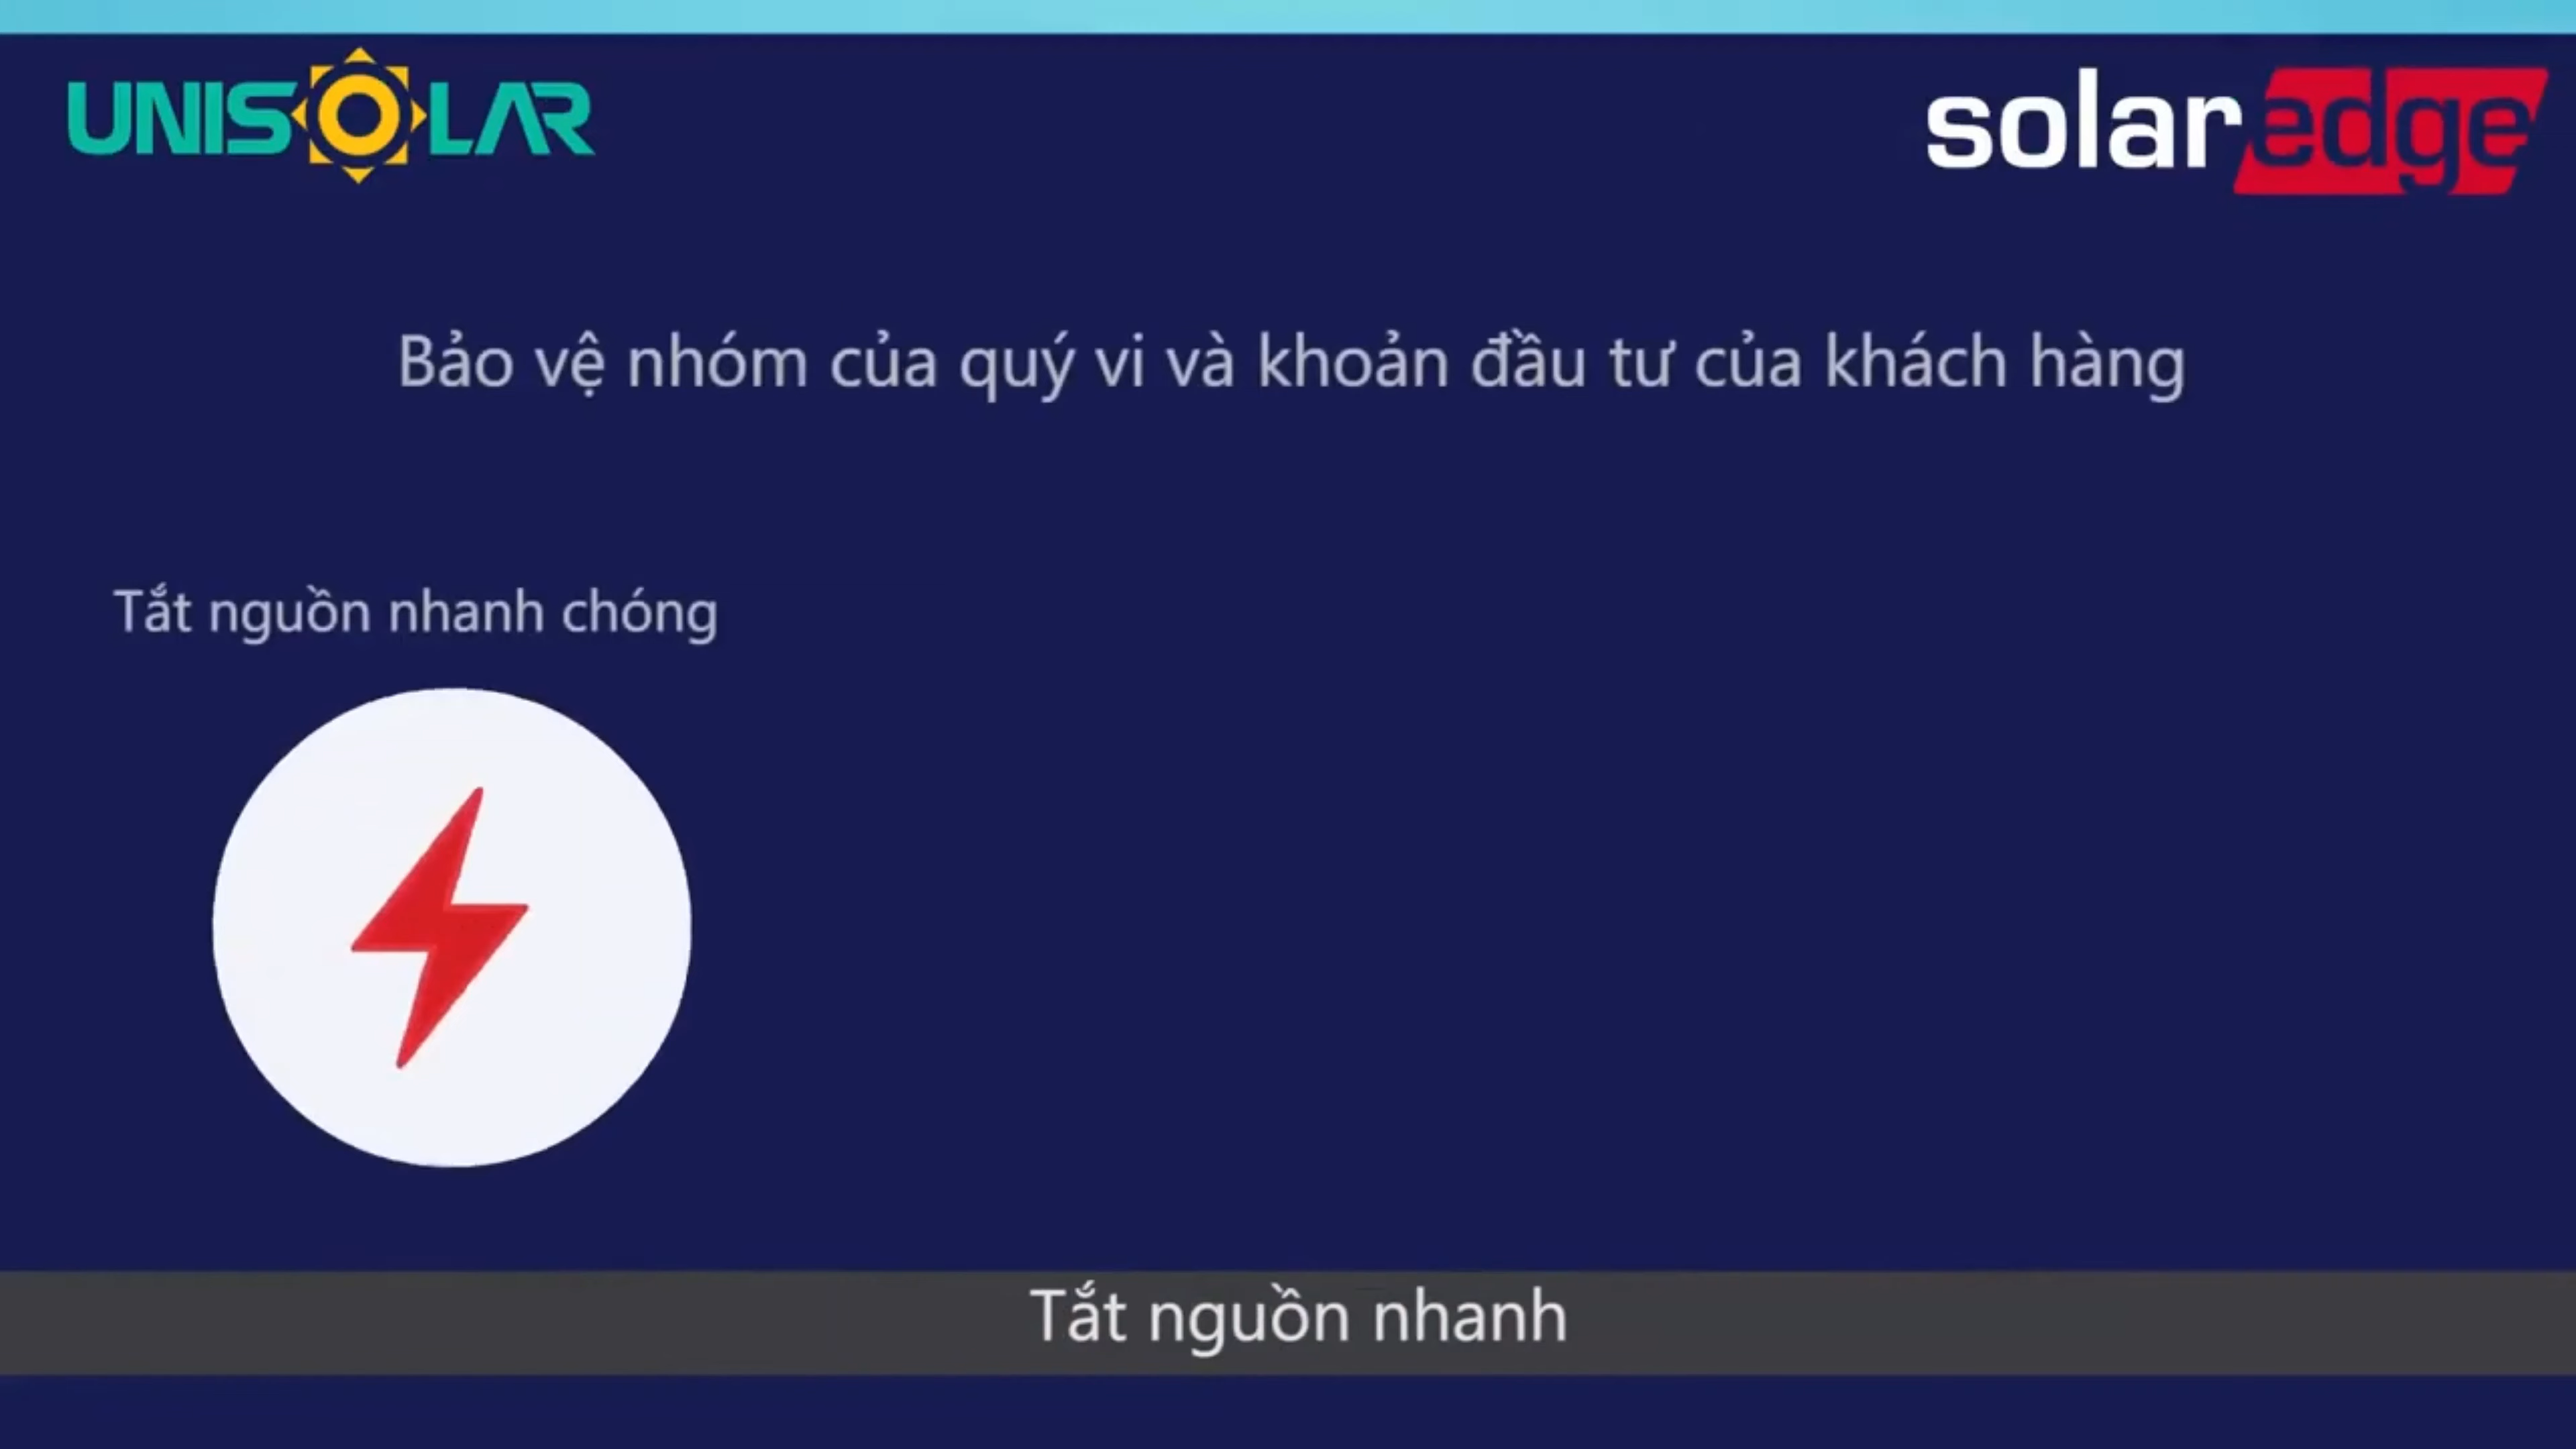 UNISOLAR
solaredge
Bảo vệ nhóm của quý vi và khoản đầu tư của khách hàng
Tắt nguồn nhanh chóng
Tắt nguồn nhanh